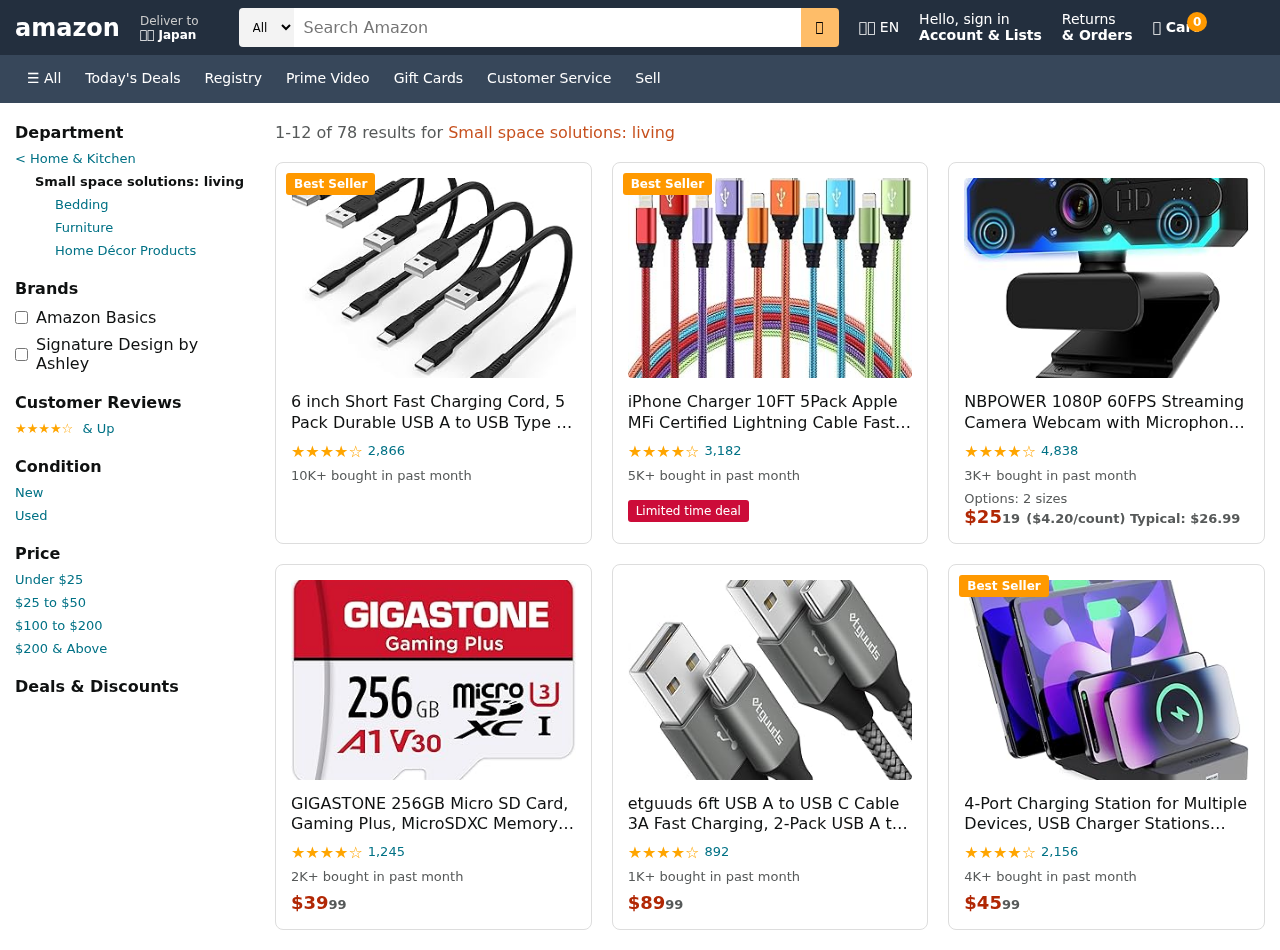 amazon
Deliver to
Japan
All
Search Amazon
EN
Hello, sign in
Account & Lists
Returns
& Orders
0
☰ All
Today's Deals
Registry
Prime Video
Gift Cards
Customer Service
Sell
Department
< Home & Kitchen
Small space solutions: living
Bedding
Furniture
Home Décor Products
Brands
Amazon Basics
Signature Design by
Ashley
Customer Reviews
★★★★☆ & Up
Condition
New
Used
Price
Under $25
$25 to $50
$100 to $200
$200 & Above
Deals & Discounts
1-12 of 78 results for Small space solutions: living
Best Seller
6 inch Short Fast Charging Cord, 5
Pack Durable USB A to USB Type ...
★★★★☆ 2,866
10K+ bought in past month
Best Seller
iPhone Charger 10FT 5Pack Apple
MFi Certified Lightning Cable Fast...
★★★★☆ 3,182
5K+ bought in past month
Limited time deal
HD
NBPOWER 1080P 60FPS Streaming
Camera Webcam with Microphon...
★★★★☆ 4,838
3K+ bought in past month
Options: 2 sizes
$2519 ($4.20/count) Typical: $26.99
GIGASTONE
Gaming Plus
256 GB
micro SD XC I U3
A1 V30
GIGASTONE 256GB Micro SD Card,
Gaming Plus, MicroSDXC Memory...
★★★★☆ 1,245
2K+ bought in past month
$3999
etguuds
etguuds
etguuds 6ft USB A to USB C Cable
3A Fast Charging, 2-Pack USB A t...
★★★★☆ 892
1K+ bought in past month
$8999
Best Seller
4-Port Charging Station for Multiple
Devices, USB Charger Stations...
★★★★☆ 2,156
4K+ bought in past month
$4599